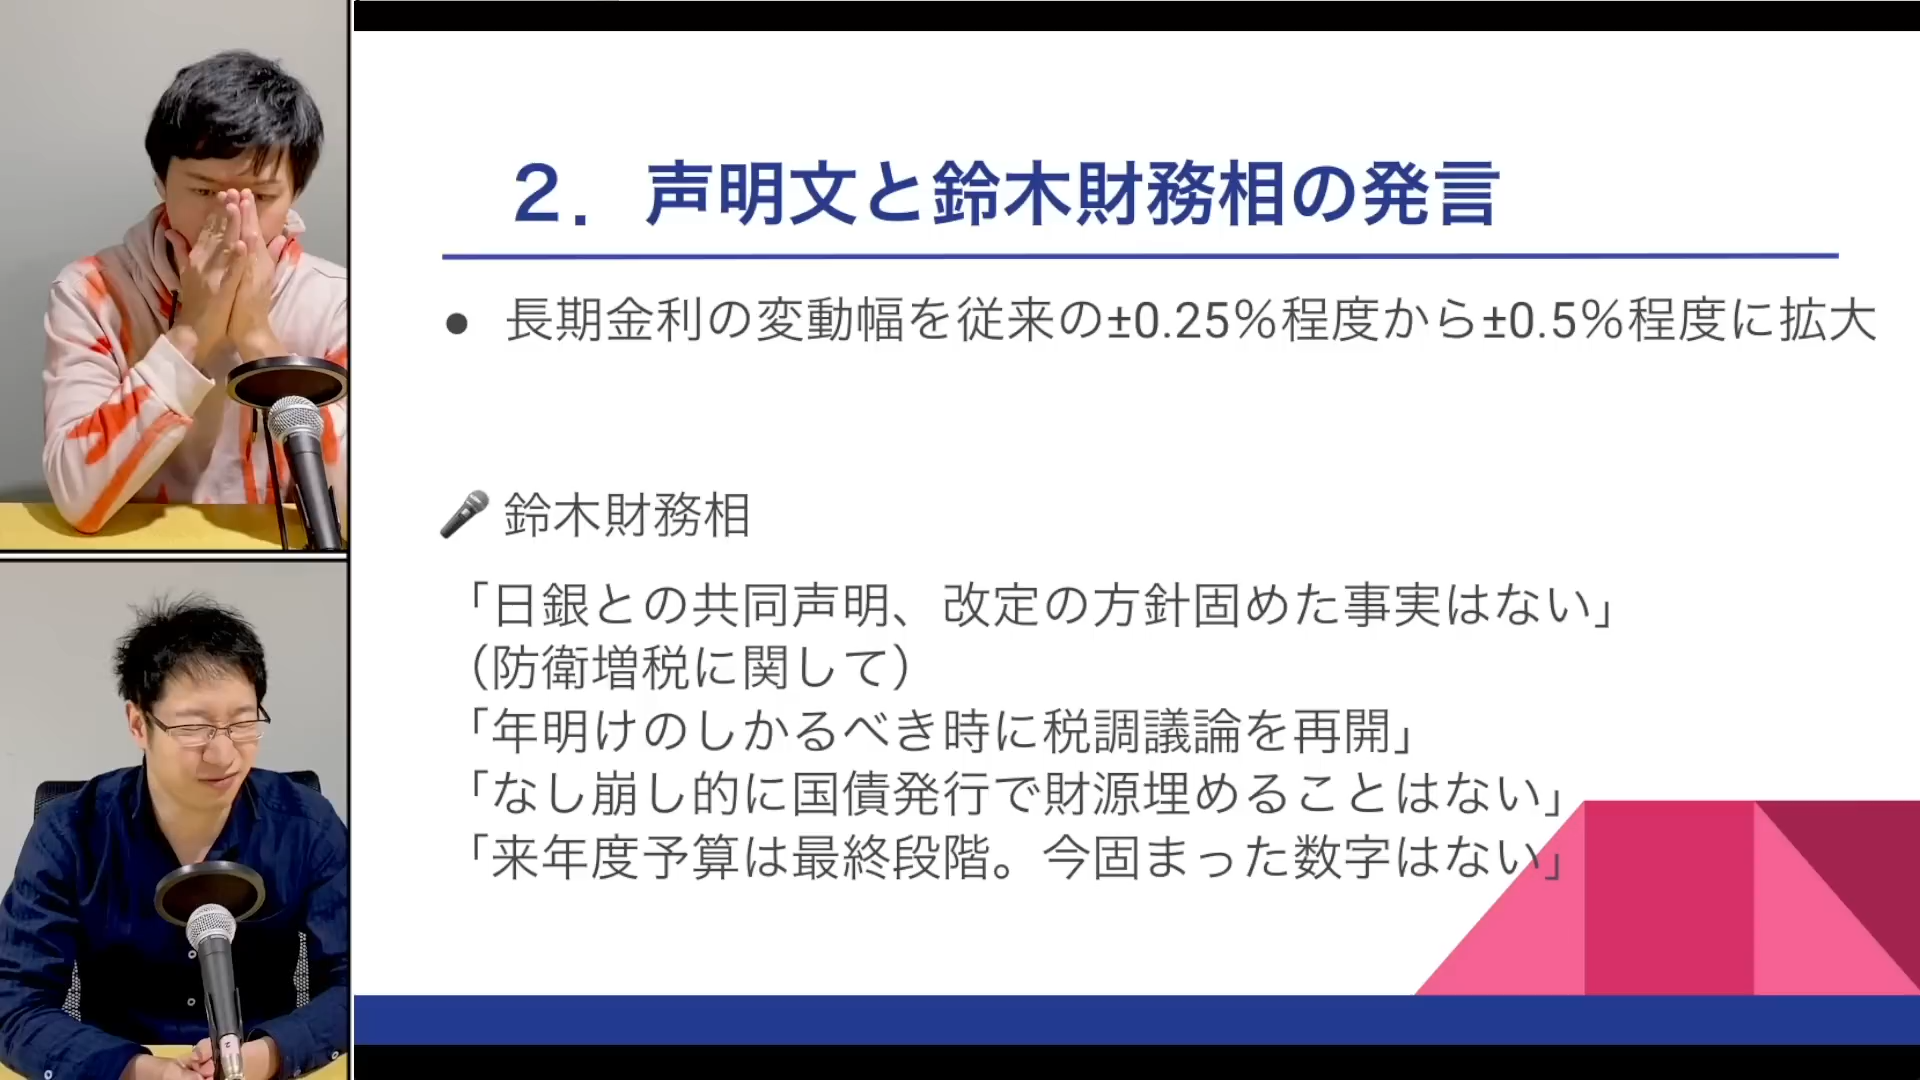 ２． 声明文と鈴木財務相の発言
● 長期金利の変動幅を従来の±0.25％程度から±0.5％程度に拡大
🎤 鈴木財務相
「日銀との共同声明、改定の方針固めた事実はない」
（防衛増税に関して）
「年明けのしかるべき時に税調議論を再開」
「なし崩し的に国債発行で財源埋めることはない」
「来年度予算は最終段階。今固まった数字はない」